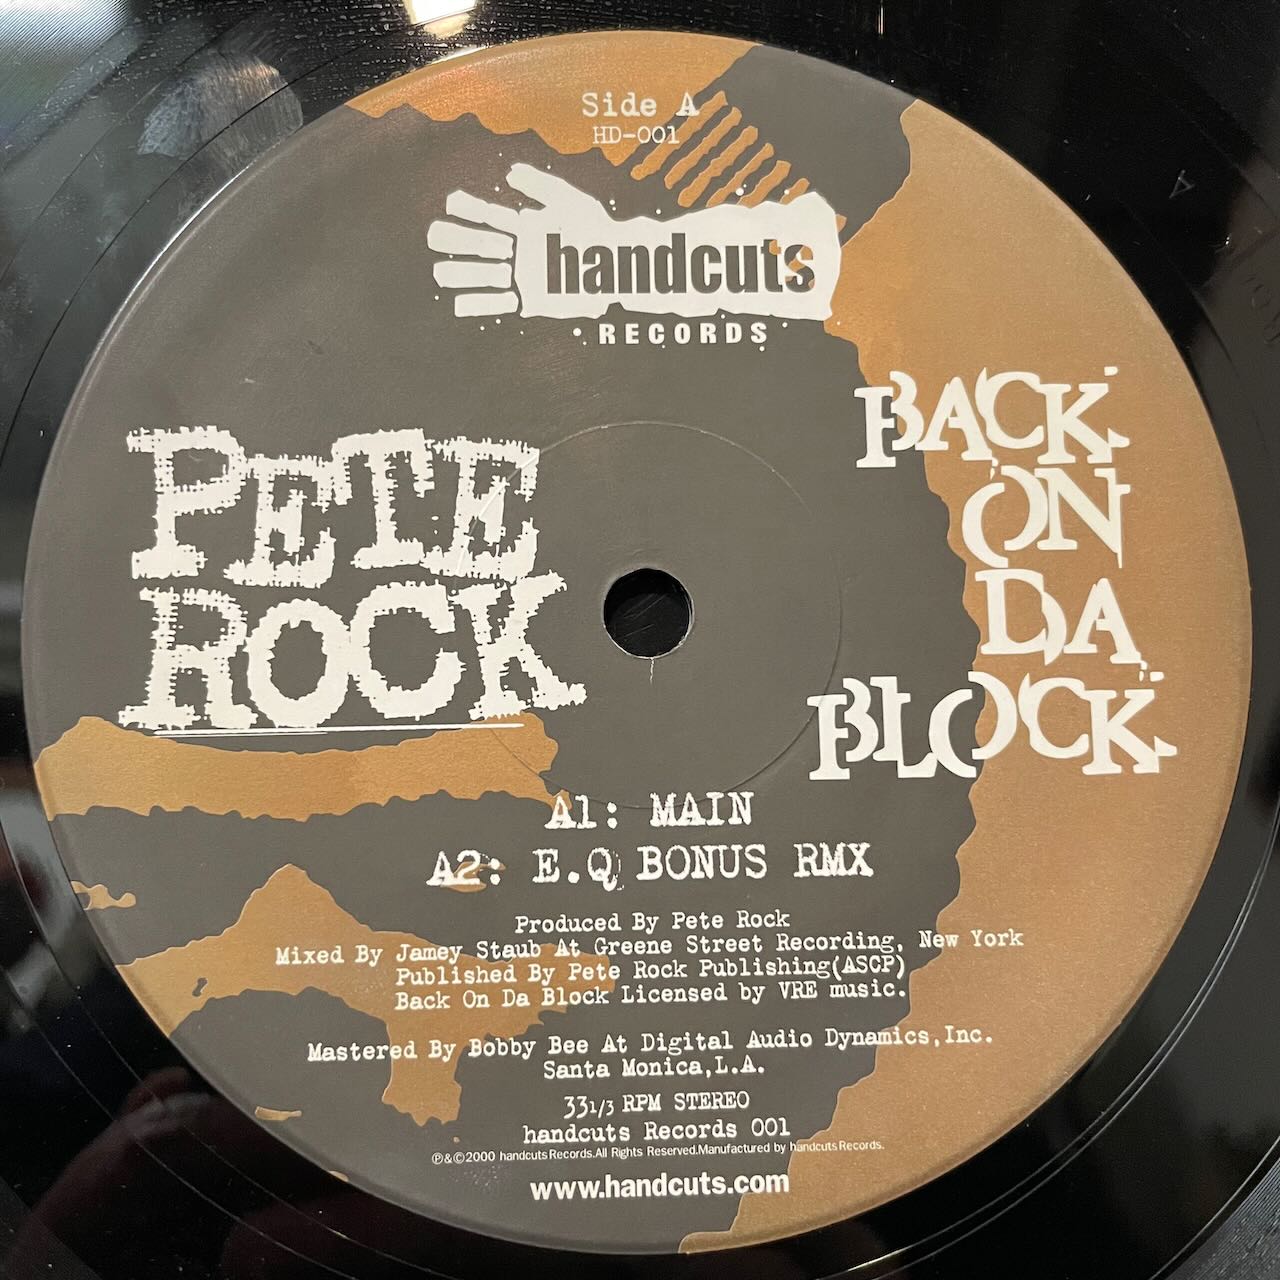 Side A
HD-001
handcuts
RECORDS
PETE
ROCK
BACK
ON
DA
BLOCK
A1: MAIN
A2: E.Q BONUS RMX
Produced By Pete Rock
Mixed By Jamey Staub At Greene Street Recording, New York
Published By Pete Rock Publishing(ASCP)
Back On Da Block Licensed by VRE music.
Mastered By Bobby Bee At Digital Audio Dynamics,Inc.
Santa Monica,L.A.
33 1/3 RPM STEREO
handcuts Records 001
℗&©2000 handcuts Records.All Rights Reserved.Manufactured by handcuts Records.
www.handcuts.com